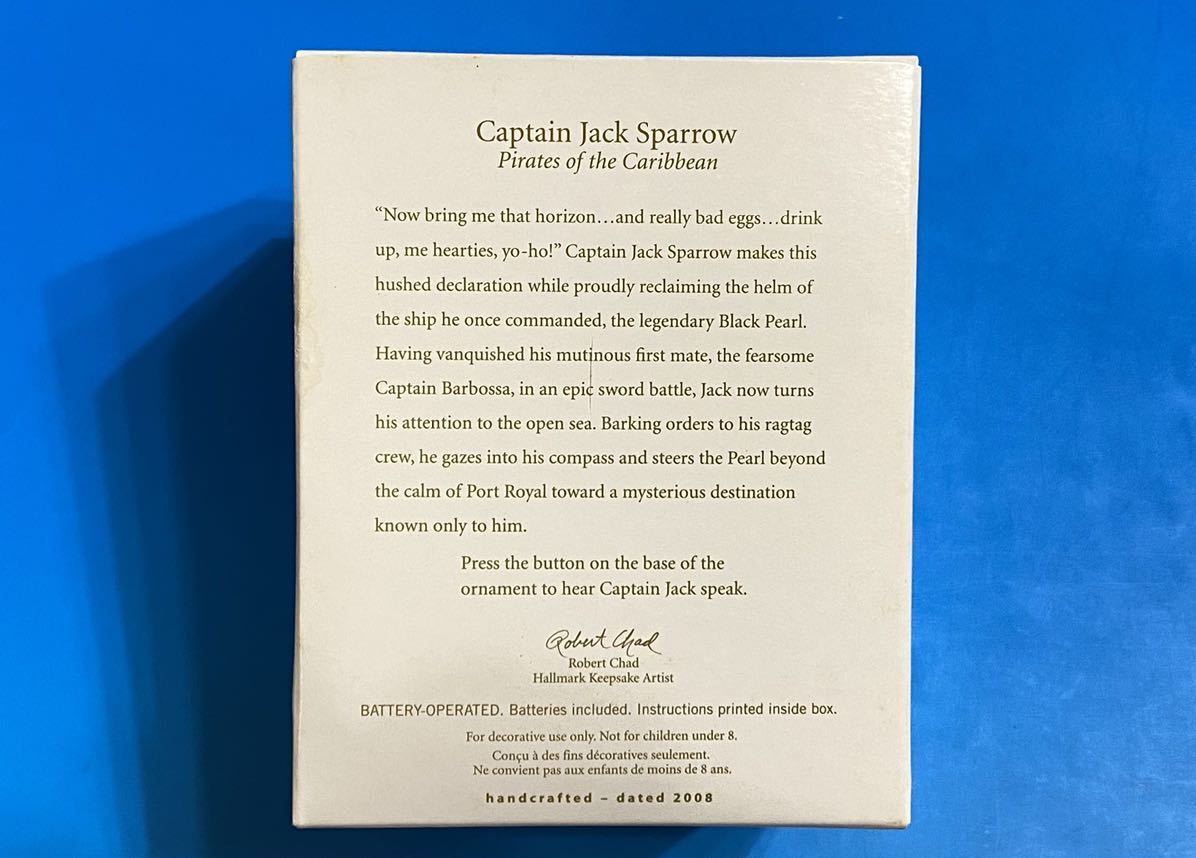 Captain Jack Sparrow
Pirates of the Caribbean
“Now bring me that horizon…and really bad eggs…drink
up, me hearties, yo-ho!” Captain Jack Sparrow makes this
hushed declaration while proudly reclaiming the helm of
the ship he once commanded, the legendary Black Pearl.
Having vanquished his mutinous first mate, the fearsome
Captain Barbossa, in an epic sword battle, Jack now turns
his attention to the open sea. Barking orders to his ragtag
crew, he gazes into his compass and steers the Pearl beyond
the calm of Port Royal toward a mysterious destination
known only to him.
Press the button on the base of the
ornament to hear Captain Jack speak.
Robert Chad
Robert Chad
Hallmark Keepsake Artist
BATTERY-OPERATED. Batteries included. Instructions printed inside box.
For decorative use only. Not for children under 8.
Conçu à des fins décoratives seulement.
Ne convient pas aux enfants de moins de 8 ans.
handcrafted – dated 2008